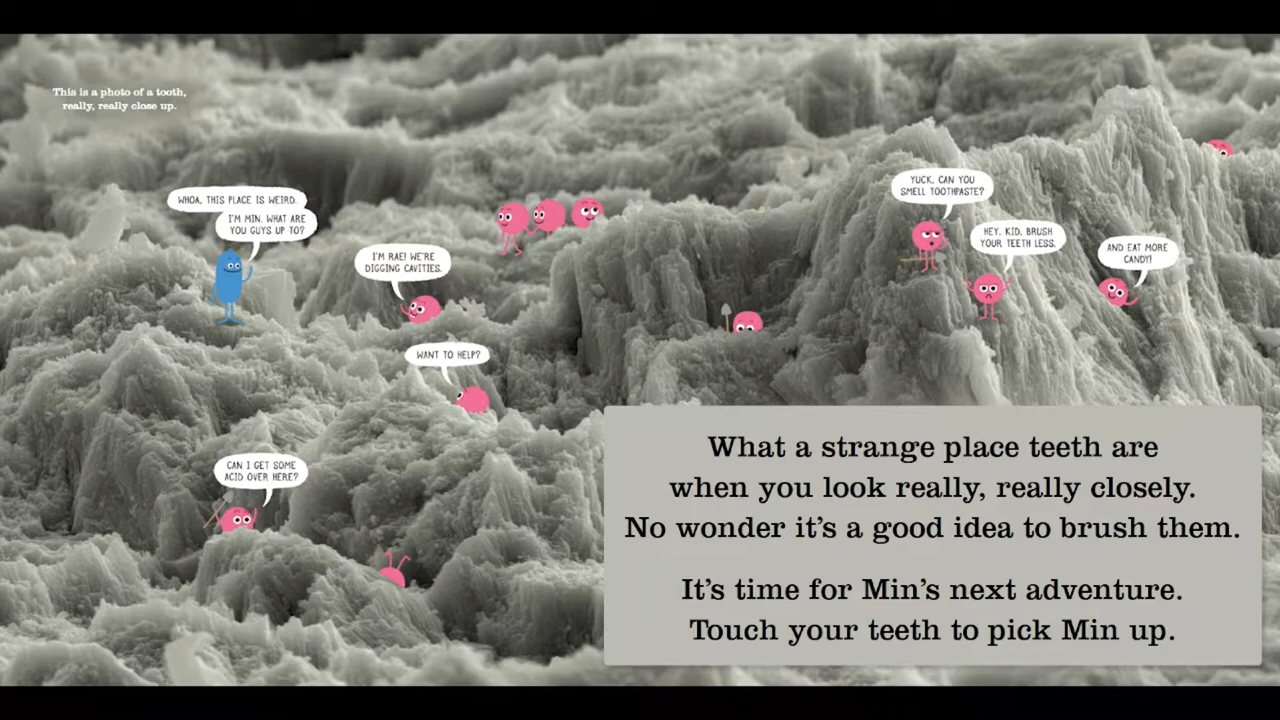 This is a photo of a tooth,
really, really close up.
WHOA, THIS PLACE IS WEIRD.
I'M MIN. WHAT ARE
YOU GUYS UP TO?
I'M RAE! WE'RE
DIGGING CAVITIES.
WANT TO HELP?
CAN I GET SOME
ACID OVER HERE?
YUCK, CAN YOU
SMELL TOOTHPASTE?
HEY, KID, BRUSH
YOUR TEETH LESS.
AND EAT MORE
CANDY!
What a strange place teeth are
when you look really, really closely.
No wonder it's a good idea to brush them.
It's time for Min's next adventure.
Touch your teeth to pick Min up.